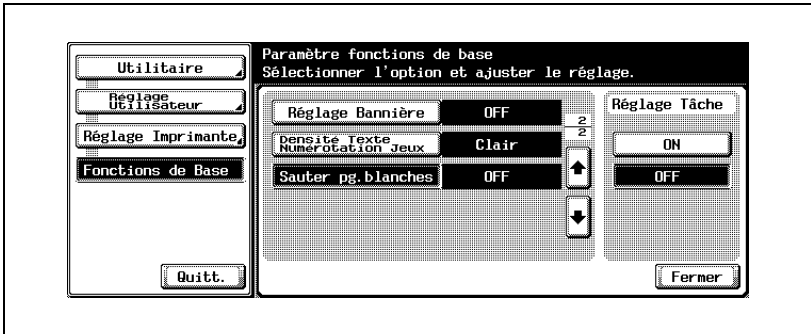 Paramètre fonctions de base
Sélectionner l'option et ajuster le réglage.
Utilitaire
Réglage
Utilisateur
Réglage Imprimante
Fonctions de Base
Quitt.
Réglage Bannière
OFF
Densité Texte
Numérotation Jeux
Clair
Sauter pg.blanches
OFF
2
2
Réglage Tâche
ON
OFF
Fermer